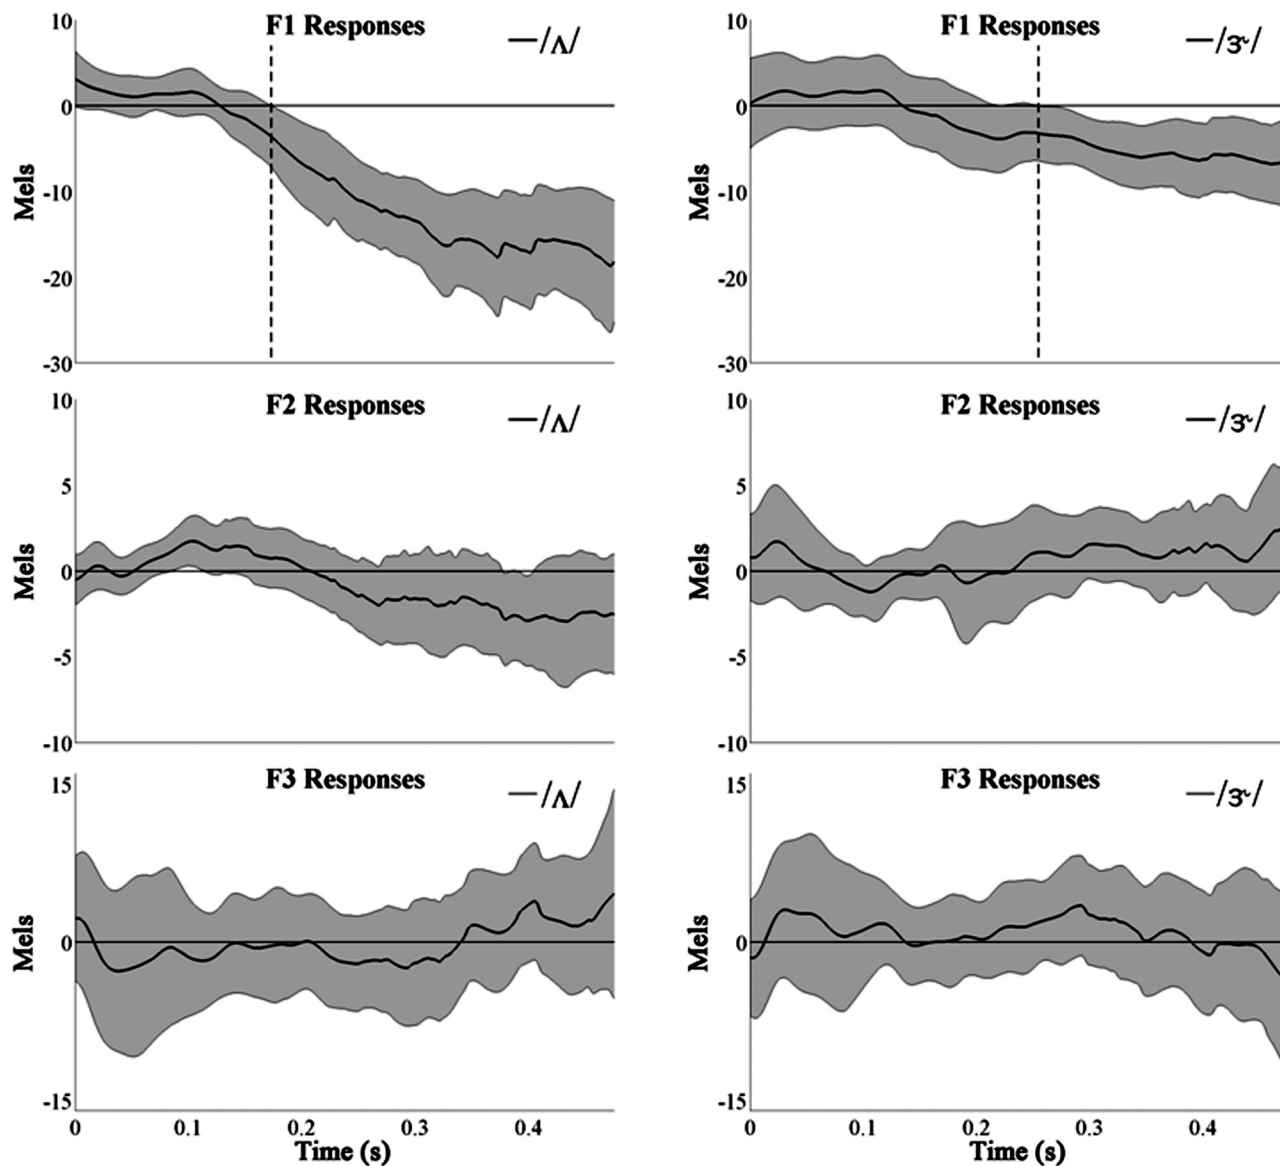 F1 Responses
/ʌ/
10
0
-10
-20
-30
Mels
F1 Responses
/ɝ/
10
0
-10
-20
-30
Mels
F2 Responses
/ʌ/
10
5
0
-5
-10
Mels
F2 Responses
/ɝ/
10
5
0
-5
-10
Mels
F3 Responses
/ʌ/
15
0
-15
Mels
0 0.1 0.2 0.3 0.4
Time (s)
F3 Responses
/ɝ/
15
0
-15
Mels
0 0.1 0.2 0.3 0.4
Time (s)